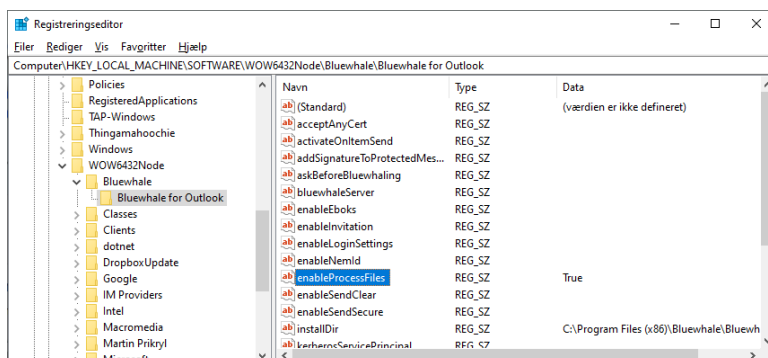 Registreringseditor
Filer Rediger Vis Favoritter Hjælp
Computer\HKEY_LOCAL_MACHINE\SOFTWARE\WOW6432Node\Bluewhale\Bluewhale for Outlook
Policies
RegisteredApplications
TAP-Windows
Thingamahoochie
Windows
WOW6432Node
Bluewhale
Bluewhale for Outlook
Classes
Clients
dotnet
DropboxUpdate
Google
IM Providers
Intel
Macromedia
Martin Prikryl
Navn Type Data
(Standard) REG_SZ (værdien er ikke defineret)
acceptAnyCert REG_SZ
activateOnItemSend REG_SZ
addSignatureToProtectedMes... REG_SZ
askBeforeBluewhaling REG_SZ
bluewhaleServer REG_SZ
enableEboks REG_SZ
enableInvitation REG_SZ
enableLoginSettings REG_SZ
enableNemId REG_SZ
enableProcessFiles REG_SZ True
enableSendClear REG_SZ
enableSendSecure REG_SZ
installDir REG_SZ C:\Program Files (x86)\Bluewhale\Bluewh
kerberosServicePrincipal REG_SZ